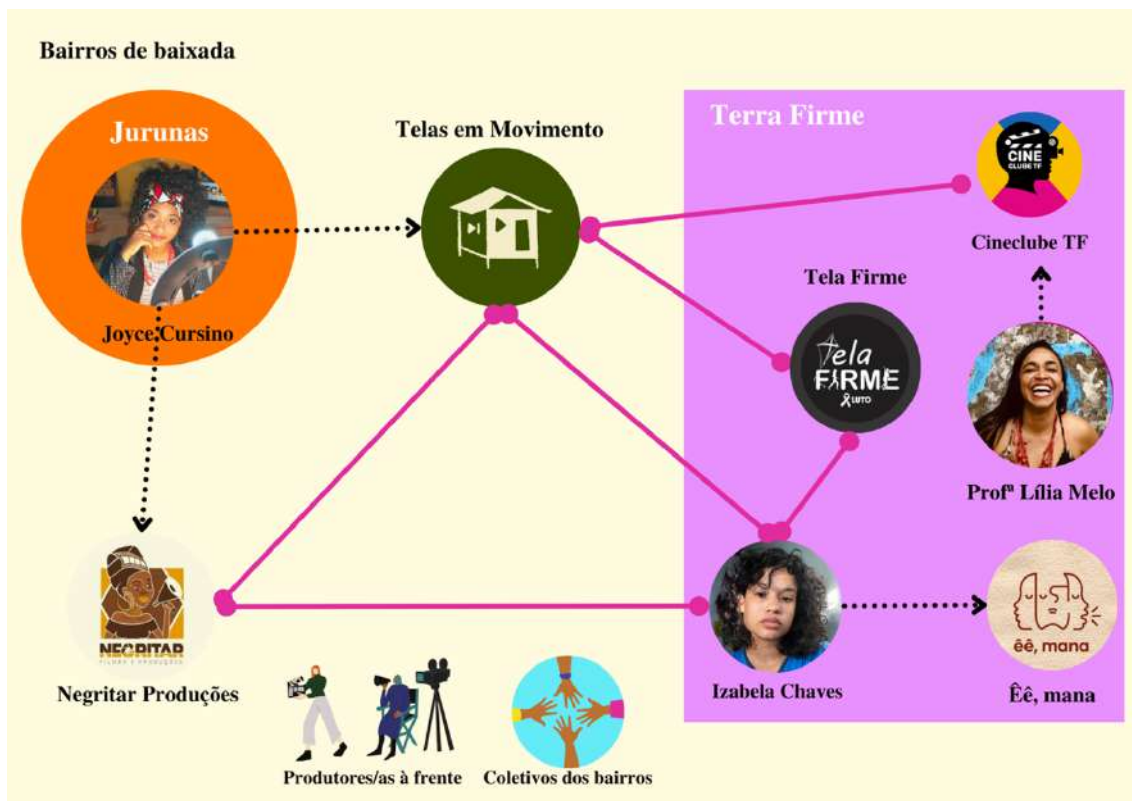 Bairros de baixada
Jurunas
Joyce Cursino
Telas em Movimento
Terra Firme
CINE
CLUBE TF
Cineclube TF
Tela Firme
Tela
FIRME
LUTO
Profª Lília Melo
NEGRITAR
FILMES E PRODUÇÕES
Negritar Produções
Izabela Chaves
êê, mana
Êê, mana
Produtores/as à frente
Coletivos dos bairros